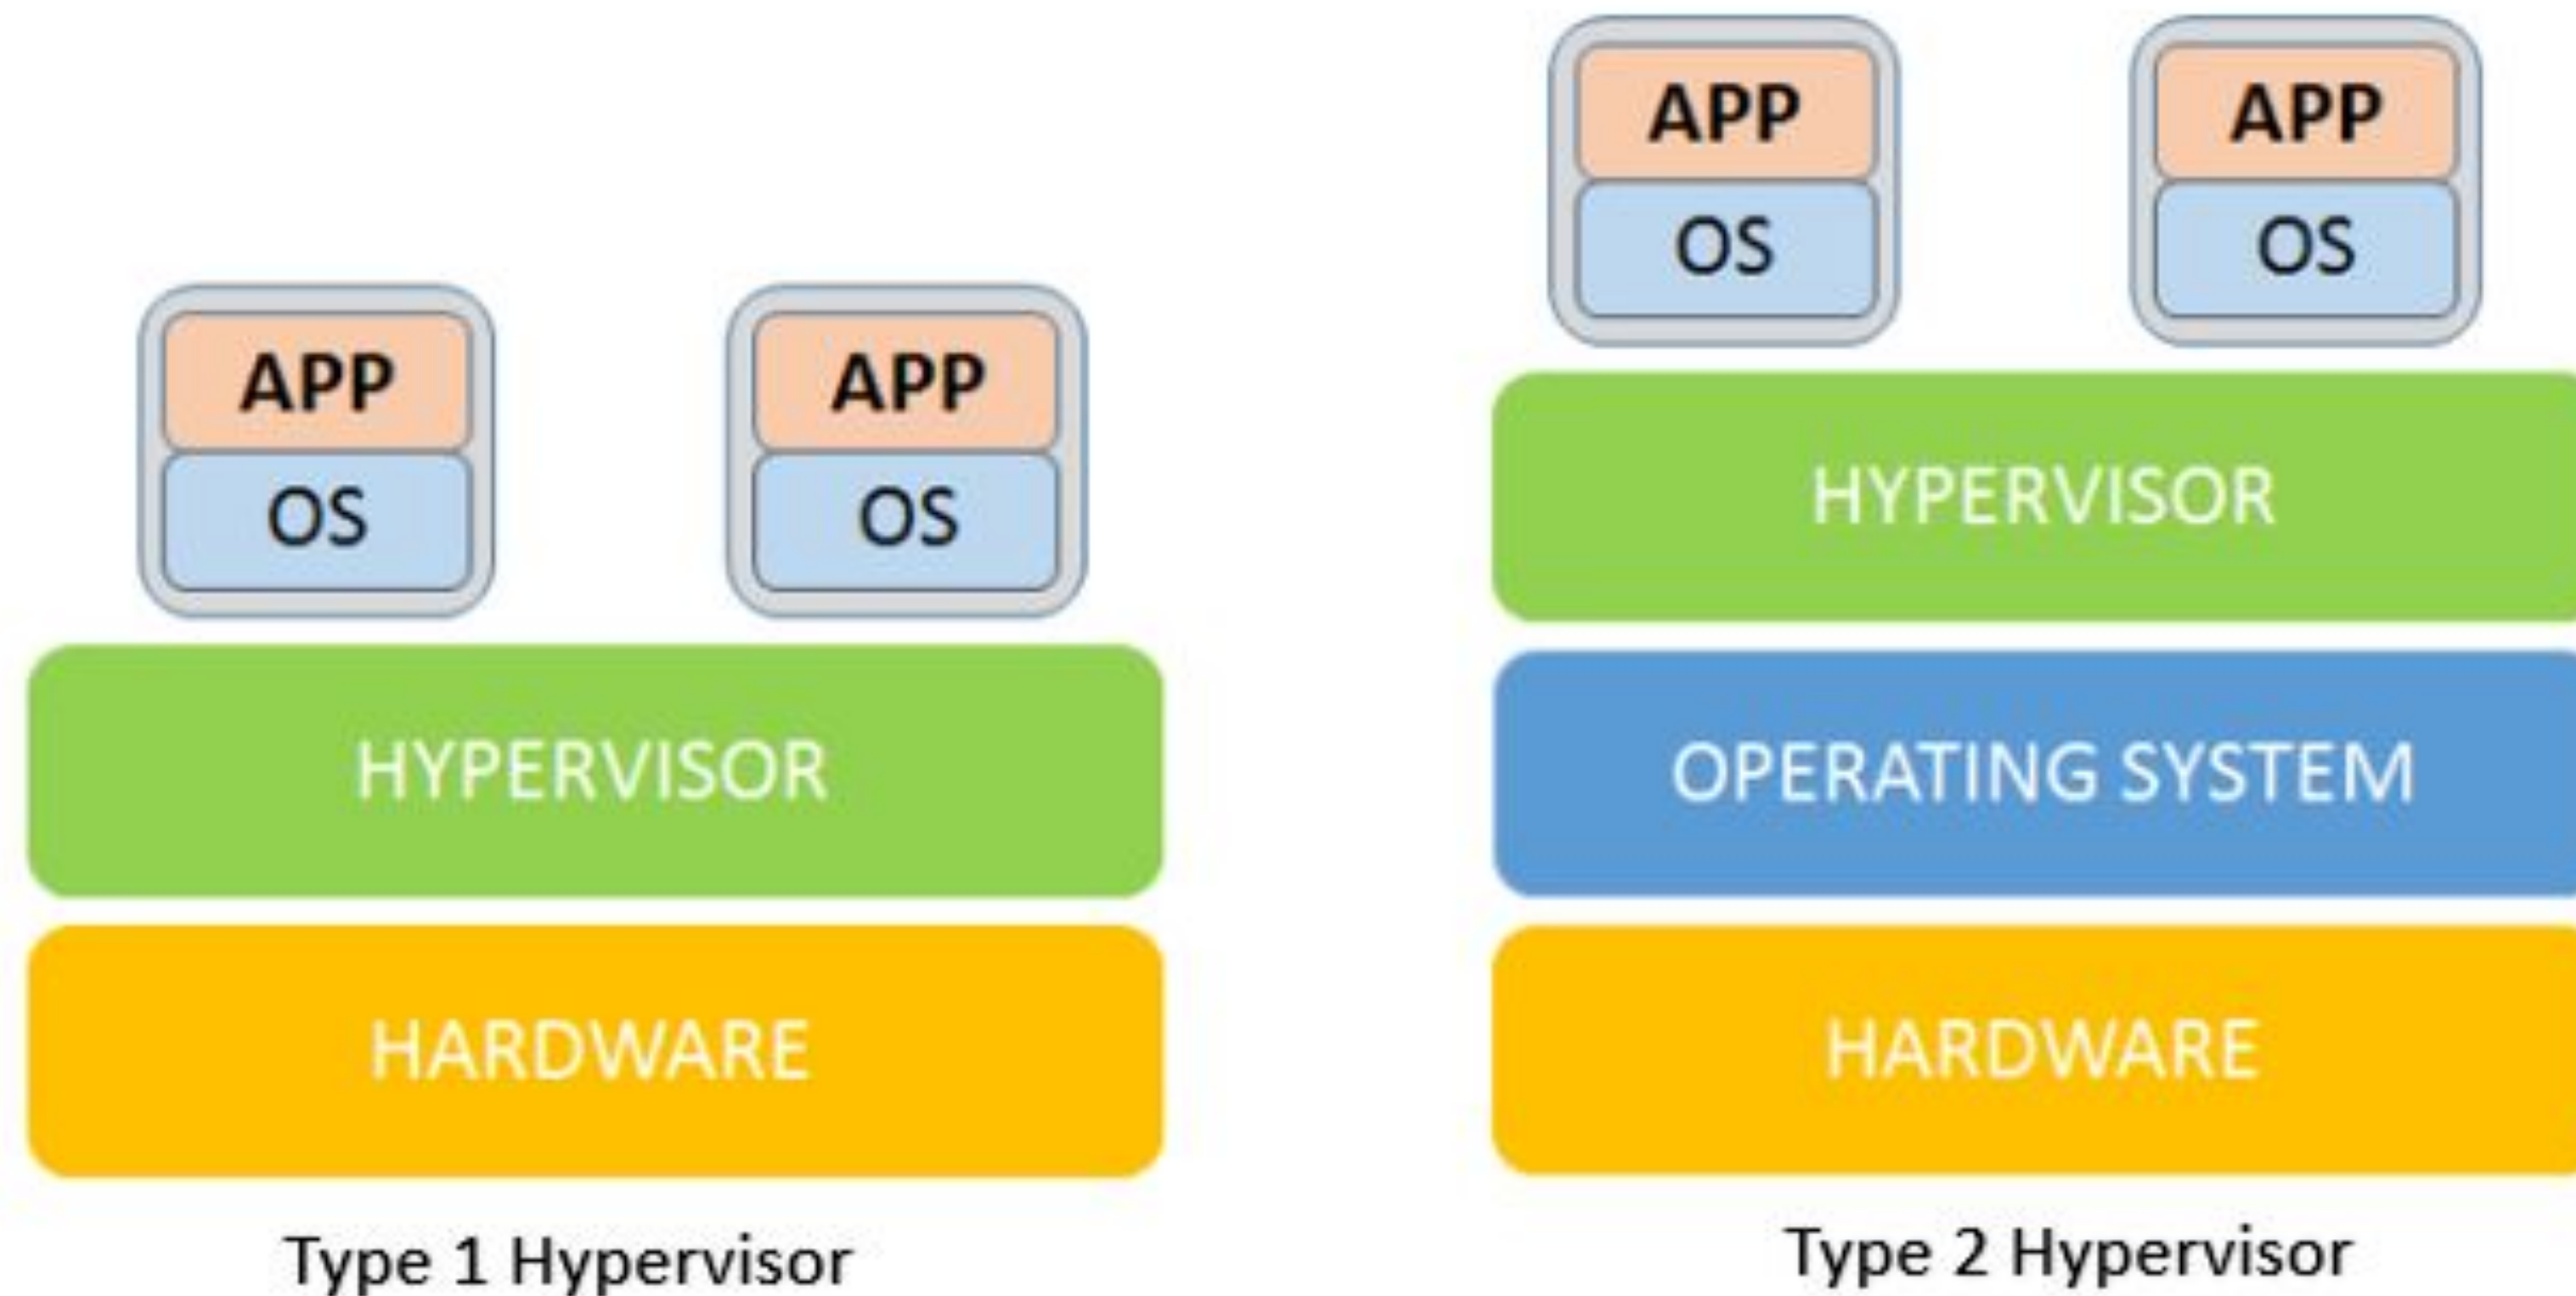 APP
OS
APP
OS
HYPERVISOR
HARDWARE
Type 1 Hypervisor
APP
OS
APP
OS
HYPERVISOR
OPERATING SYSTEM
HARDWARE
Type 2 Hypervisor